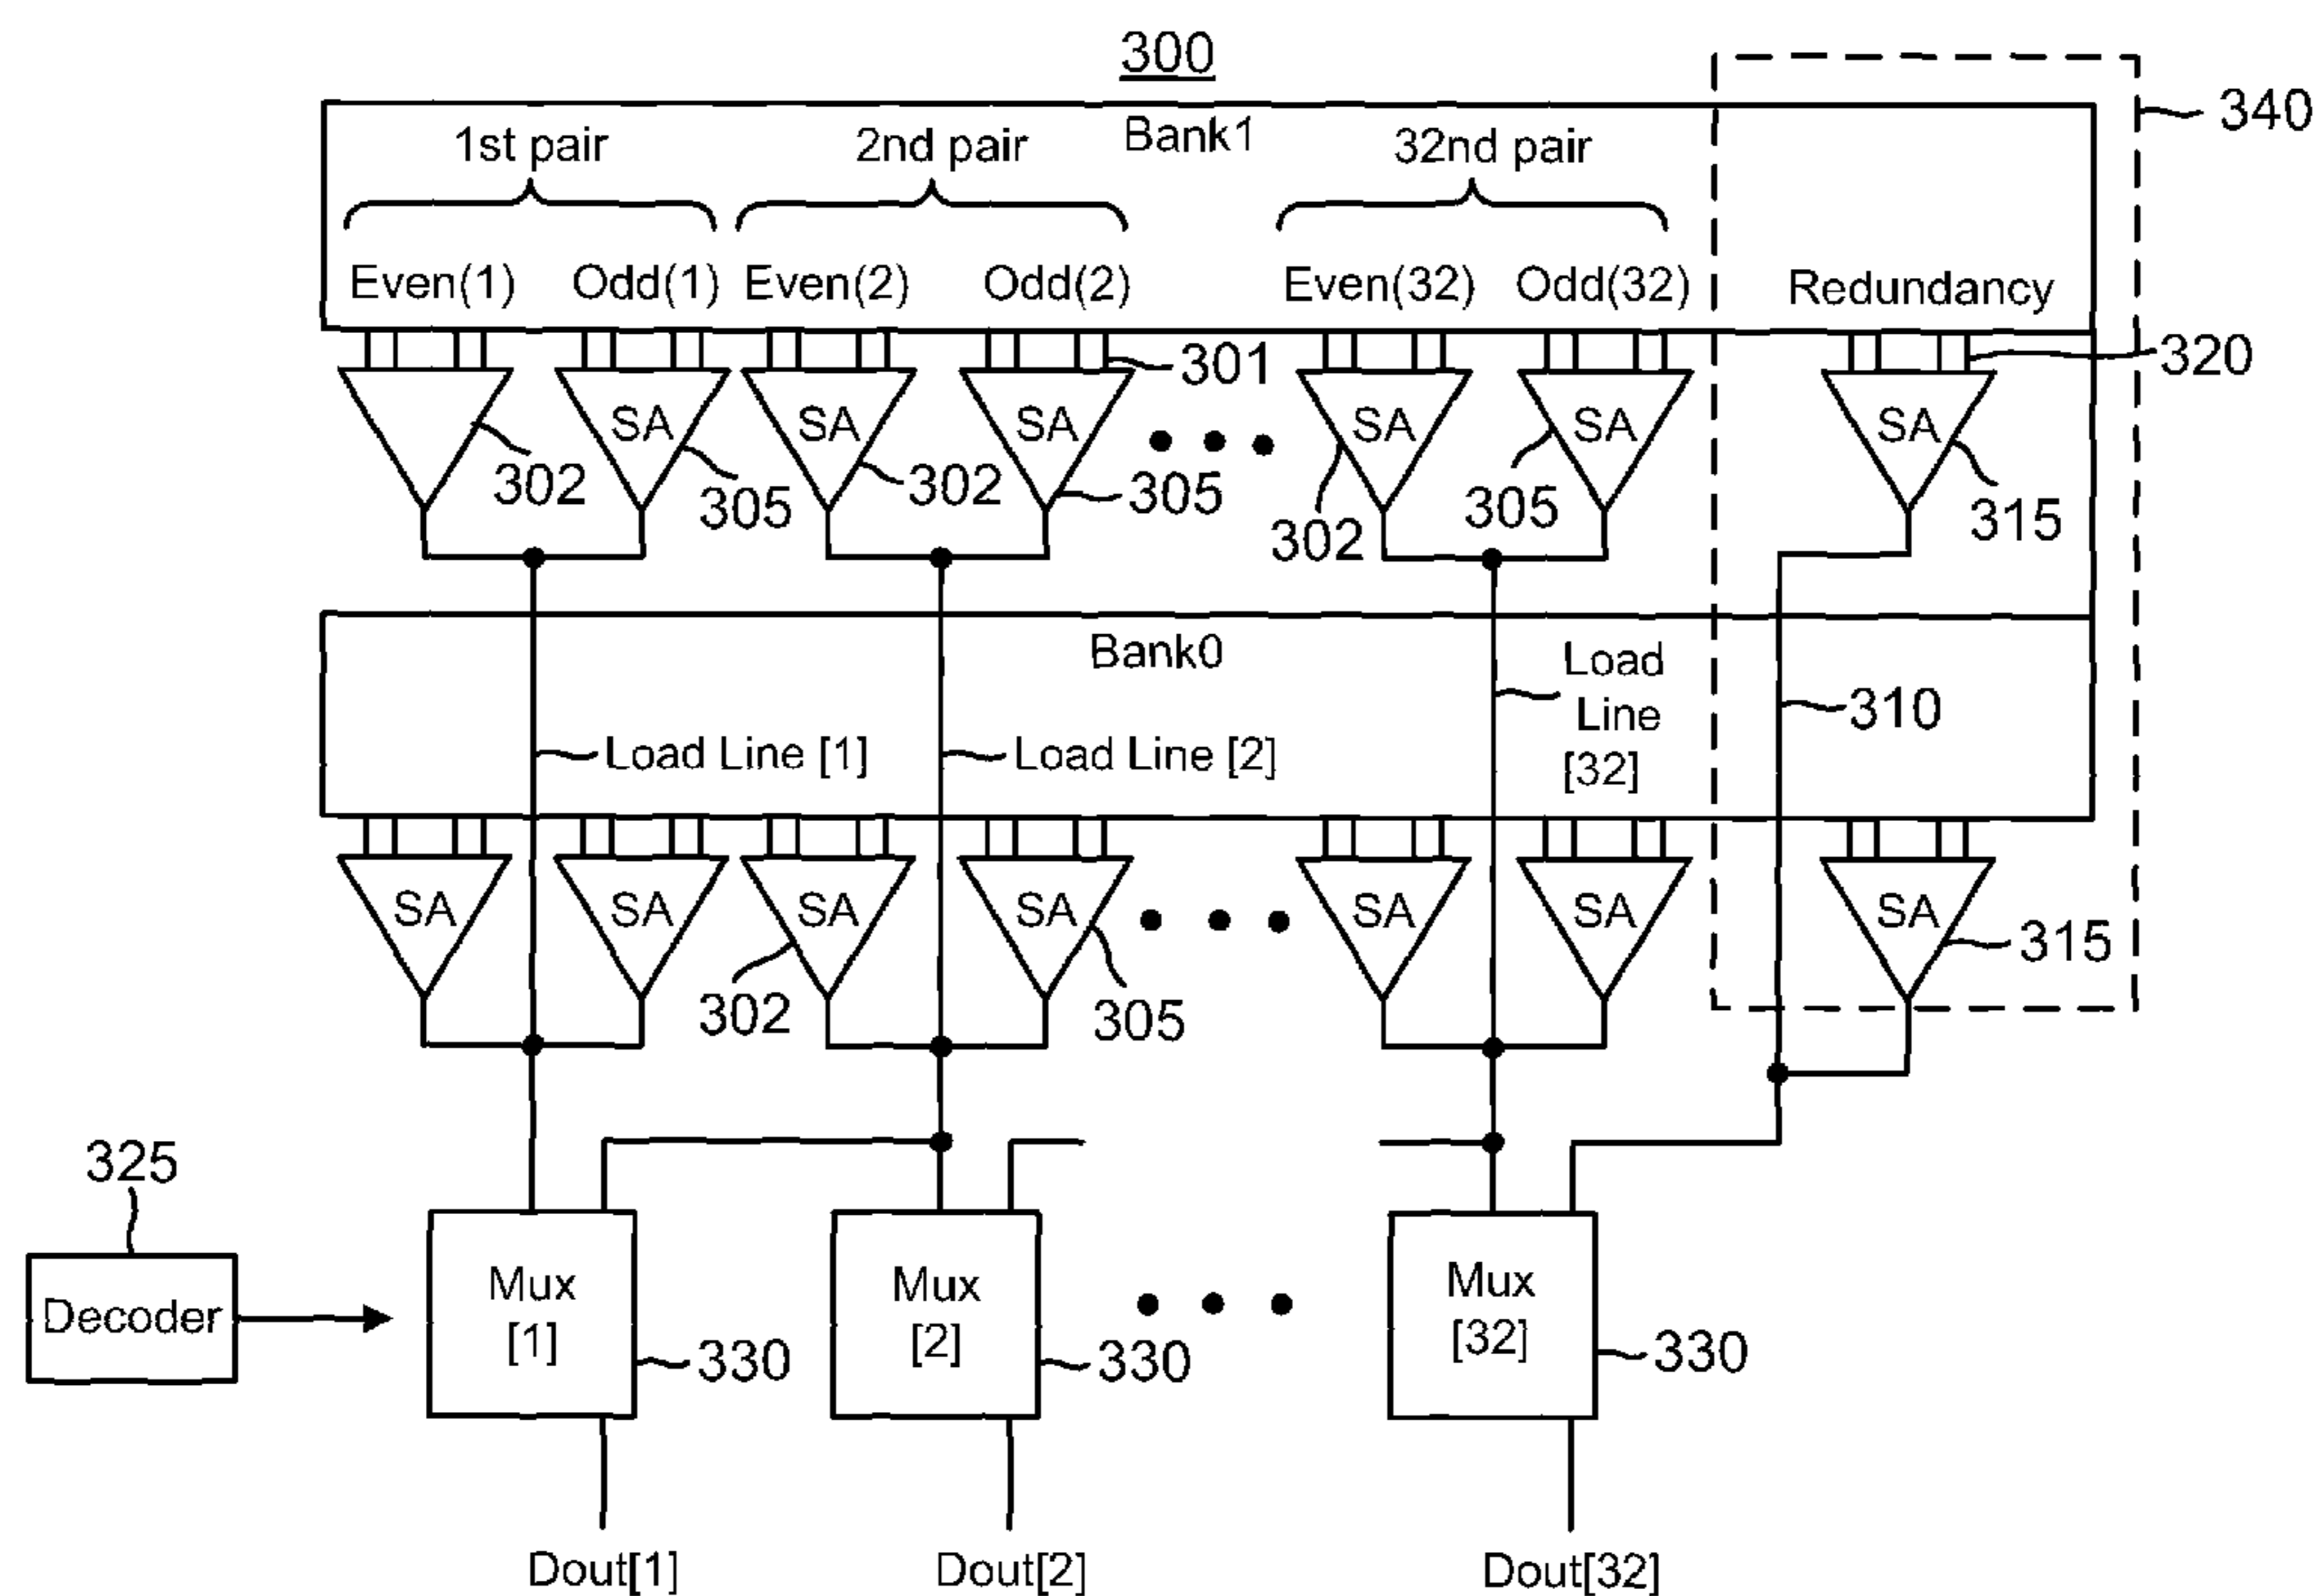 300
340
Bank1
1st pair
2nd pair
32nd pair
Even(1)
Odd(1)
Even(2)
Odd(2)
Even(32)
Odd(32)
Redundancy
301
320
SA
SA
SA
SA
SA
SA
302
305
302
305
302
305
315
Bank0
Load Line [1]
Load Line [2]
Load
Line
[32]
310
SA
SA
SA
SA
SA
SA
SA
302
305
315
325
Decoder
Mux
[1]
330
Mux
[2]
330
Mux
[32]
330
Dout[1]
Dout[2]
Dout[32]